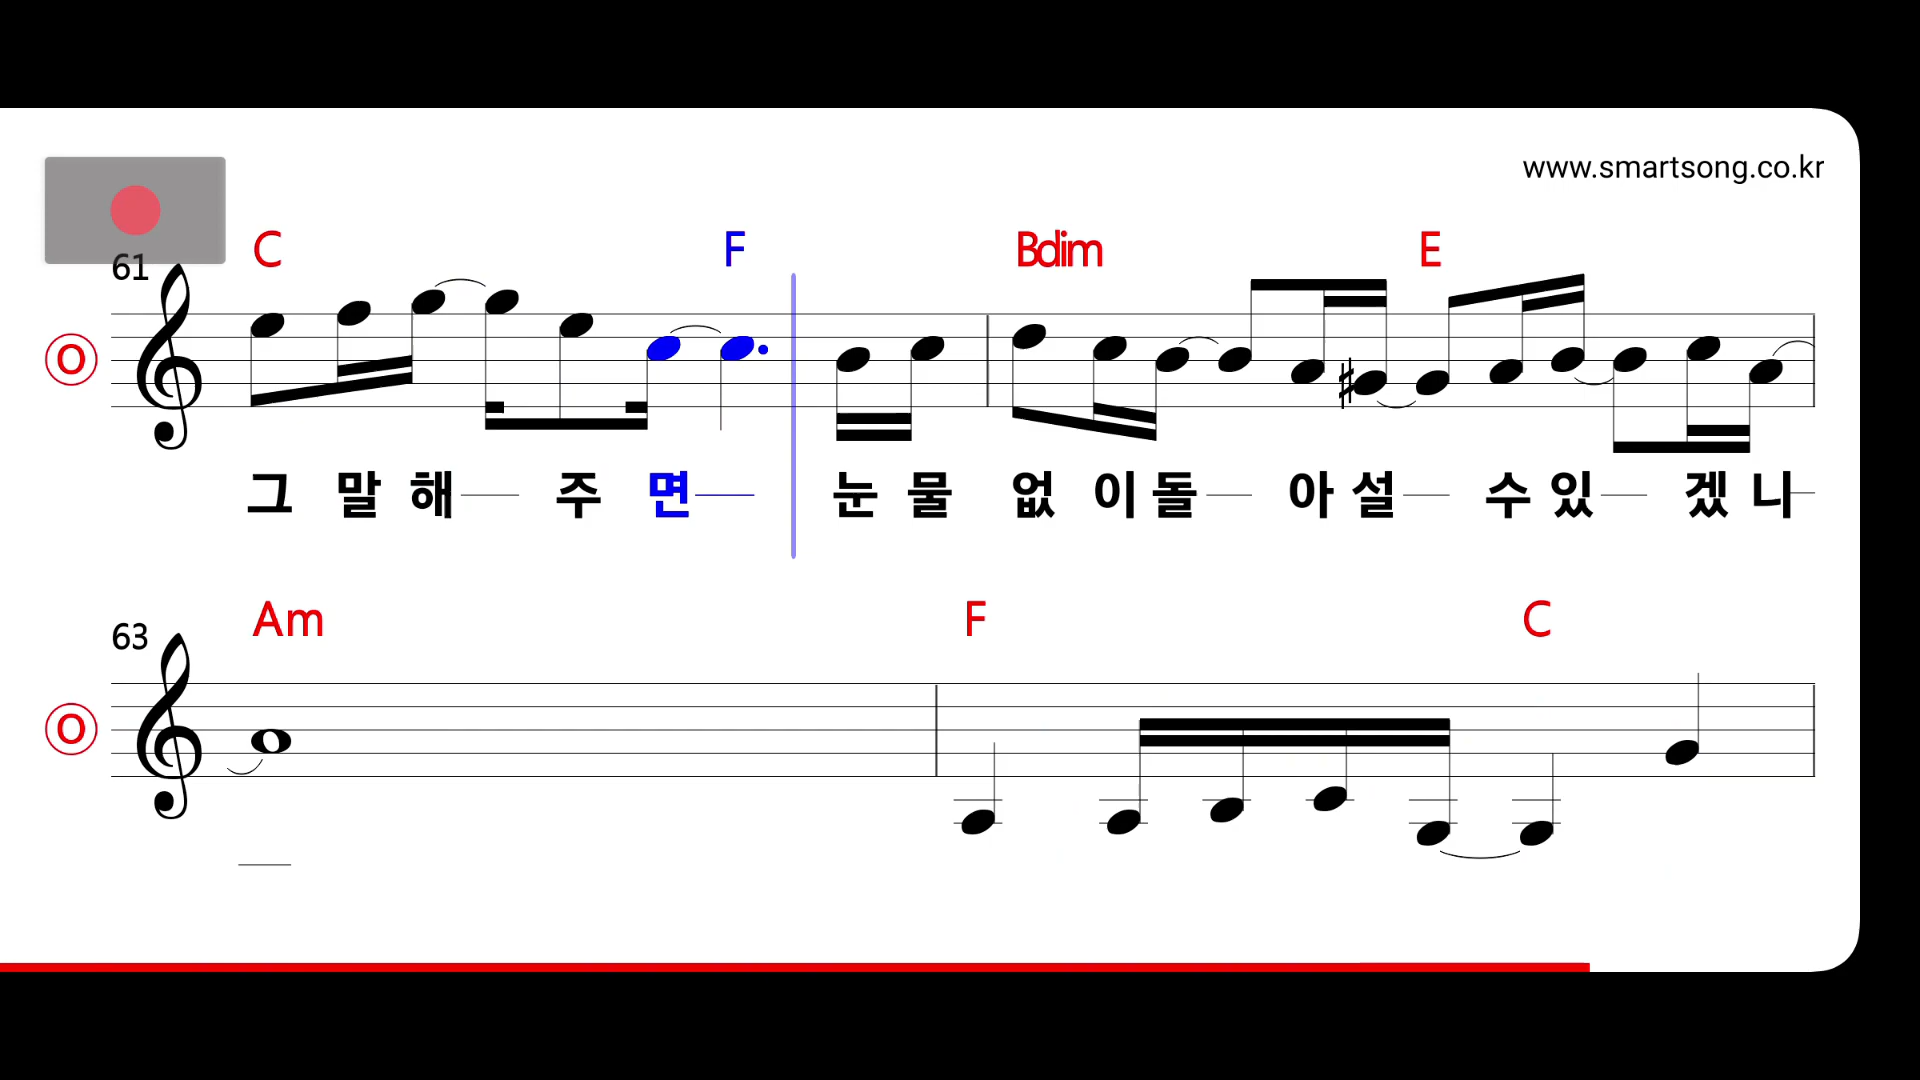 www.smartsong.co.kr
61 C F Bdim E
O
그 말 해 주 면 눈 물 없 이 돌 아 설 수 있 겠 니
63 Am F C
O